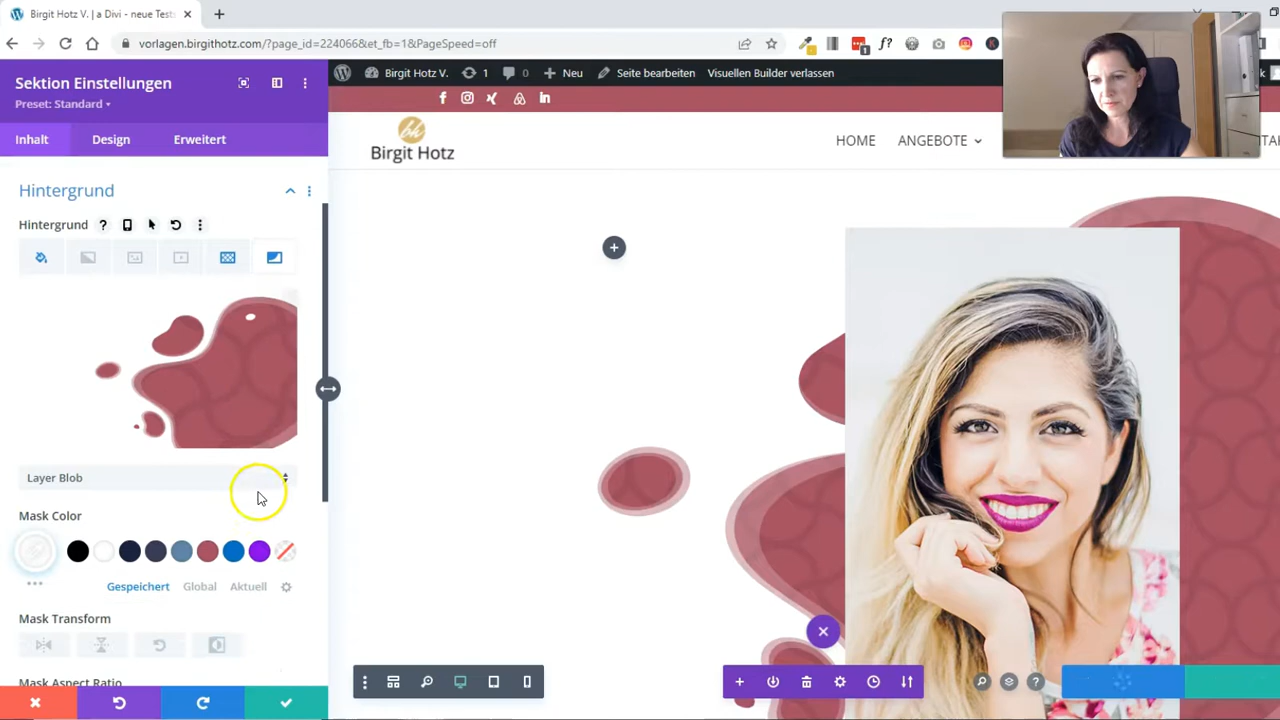 Birgit Hotz V. | a Divi - neue Tests
vorlagen.birgithotz.com/?page_id=224066&et_fb=1&PageSpeed=off
Sektion Einstellungen
Preset: Standard
Inhalt Design Erweitert
Birgit Hotz V. 1 0 Neu Seite bearbeiten Visuellen Builder verlassen
bh
Birgit Hotz
HOME ANGEBOTE
Hintergrund
Hintergrund
Layer Blob
Mask Color
Gespeichert Global Aktuell
Mask Transform
Mask Aspect Ratio